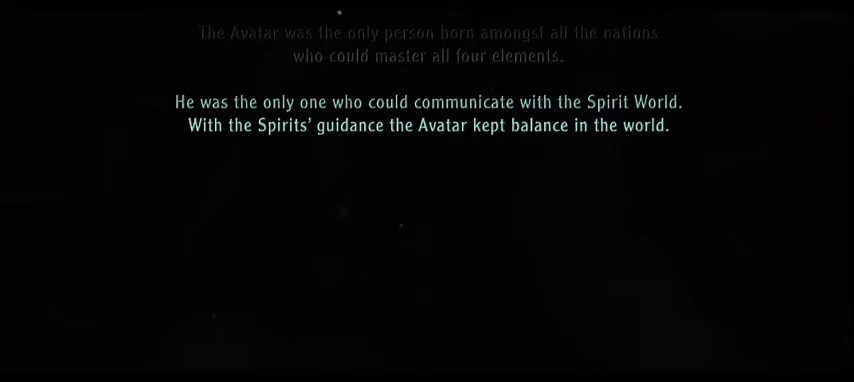 The Avatar was the only person born amongst all the nations
who could master all four elements.
He was the only one who could communicate with the Spirit World.
With the Spirits' guidance the Avatar kept balance in the world.